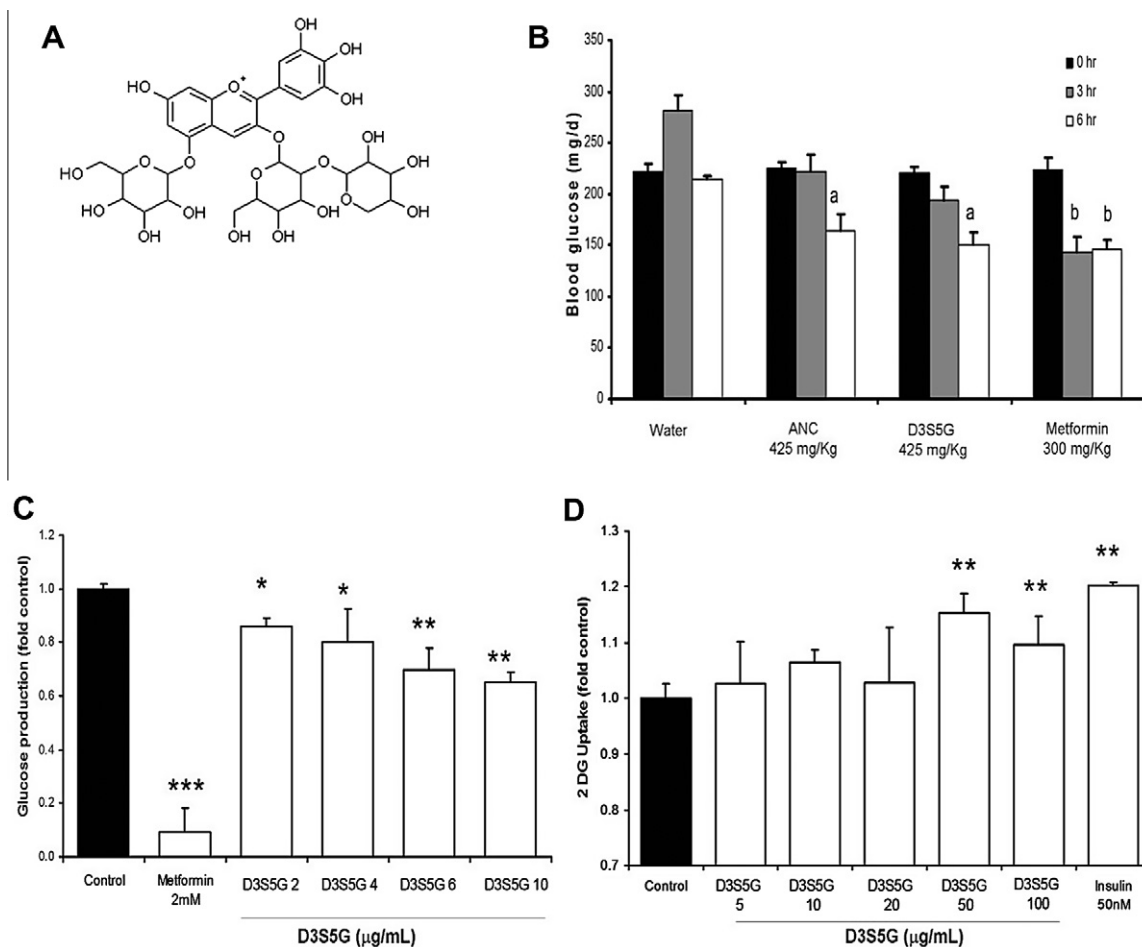 A
OH
OH
OH
HO
O+
O
O
HO
O
HO
OH
OH
OH
O
O
HO
OH
OH
O
O
OH
OH
OH
B
Blood glucose (mg/d)
350
300
250
200
150
100
50
0
0 hr
3 hr
6 hr
a
a
b b
Water
ANC
425 mg/Kg
D3S5G
425 mg/Kg
Metformin
300 mg/Kg
C
Glucose production (fold control)
1.2
1.0
0.8
0.6
0.4
0.2
0.0
***
*
*
**
**
Control
Metformin
2mM
D3S5G 2
D3S5G 4
D3S5G 6
D3S5G 10
D3S5G (µg/mL)
D
2 DG Uptake (fold control)
1.3
1.2
1.1
1.0
0.9
0.8
0.7
**
**
**
Control
D3S5G
5
D3S5G
10
D3S5G
20
D3S5G
50
D3S5G
100
Insulin
50nM
D3S5G (µg/mL)